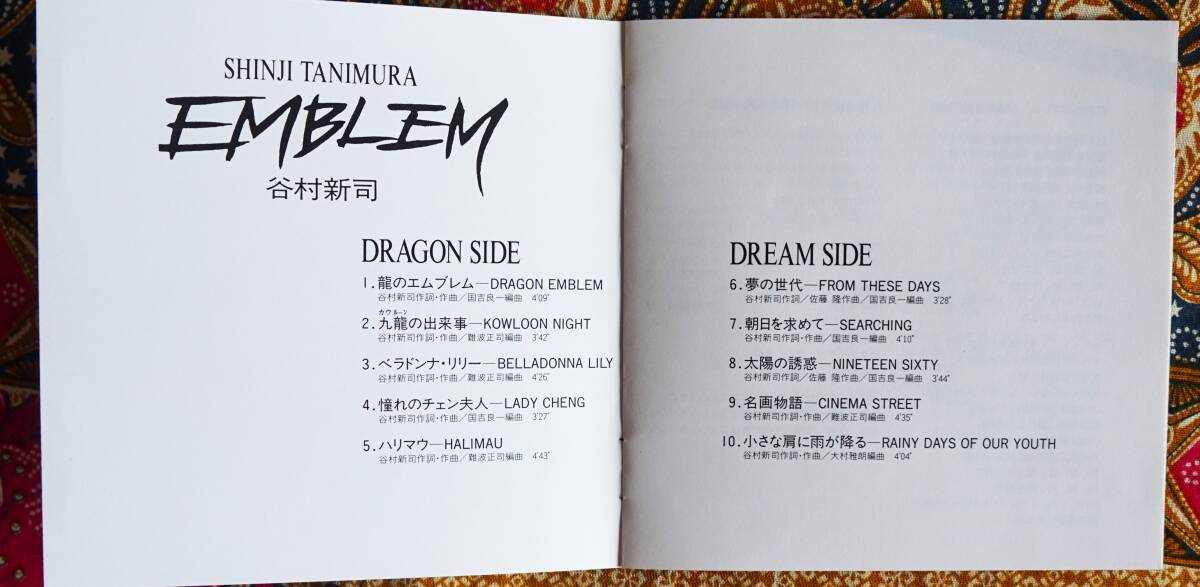 SHINJI TANIMURA
EMBLEM
谷村新司
DRAGON SIDE
1.龍のエムブレム—DRAGON EMBLEM
谷村新司作詞・作曲/国吉良一編曲 4'09"
カウルーン
2.九龍の出来事—KOWLOON NIGHT
谷村新司作詞・作曲/難波正司編曲 3'42"
3.ベラドンナ・リリー—BELLADONNA LILY
谷村新司作詞・作曲/難波正司編曲 4'26"
4.憧れのチェン夫人—LADY CHENG
谷村新司作詞・作曲/国吉良一編曲 3'27"
5.ハリマウ—HALIMAU
谷村新司作詞・作曲/難波正司編曲 4'43"
DREAM SIDE
6.夢の世代—FROM THESE DAYS
谷村新司作詞/佐藤 隆作曲/国吉良一編曲 3'28"
7.朝日を求めて—SEARCHING
谷村新司作詞・作曲/国吉良一編曲 4'10"
8.太陽の誘惑—NINETEEN SIXTY
谷村新司作詞/佐藤 隆作曲/国吉良一編曲 3'44"
9.名画物語—CINEMA STREET
谷村新司作詞・作曲/難波正司編曲 4'35"
10.小さな肩に雨が降る—RAINY DAYS OF OUR YOUTH
谷村新司作詞・作曲/大村雅朗編曲 4'04"